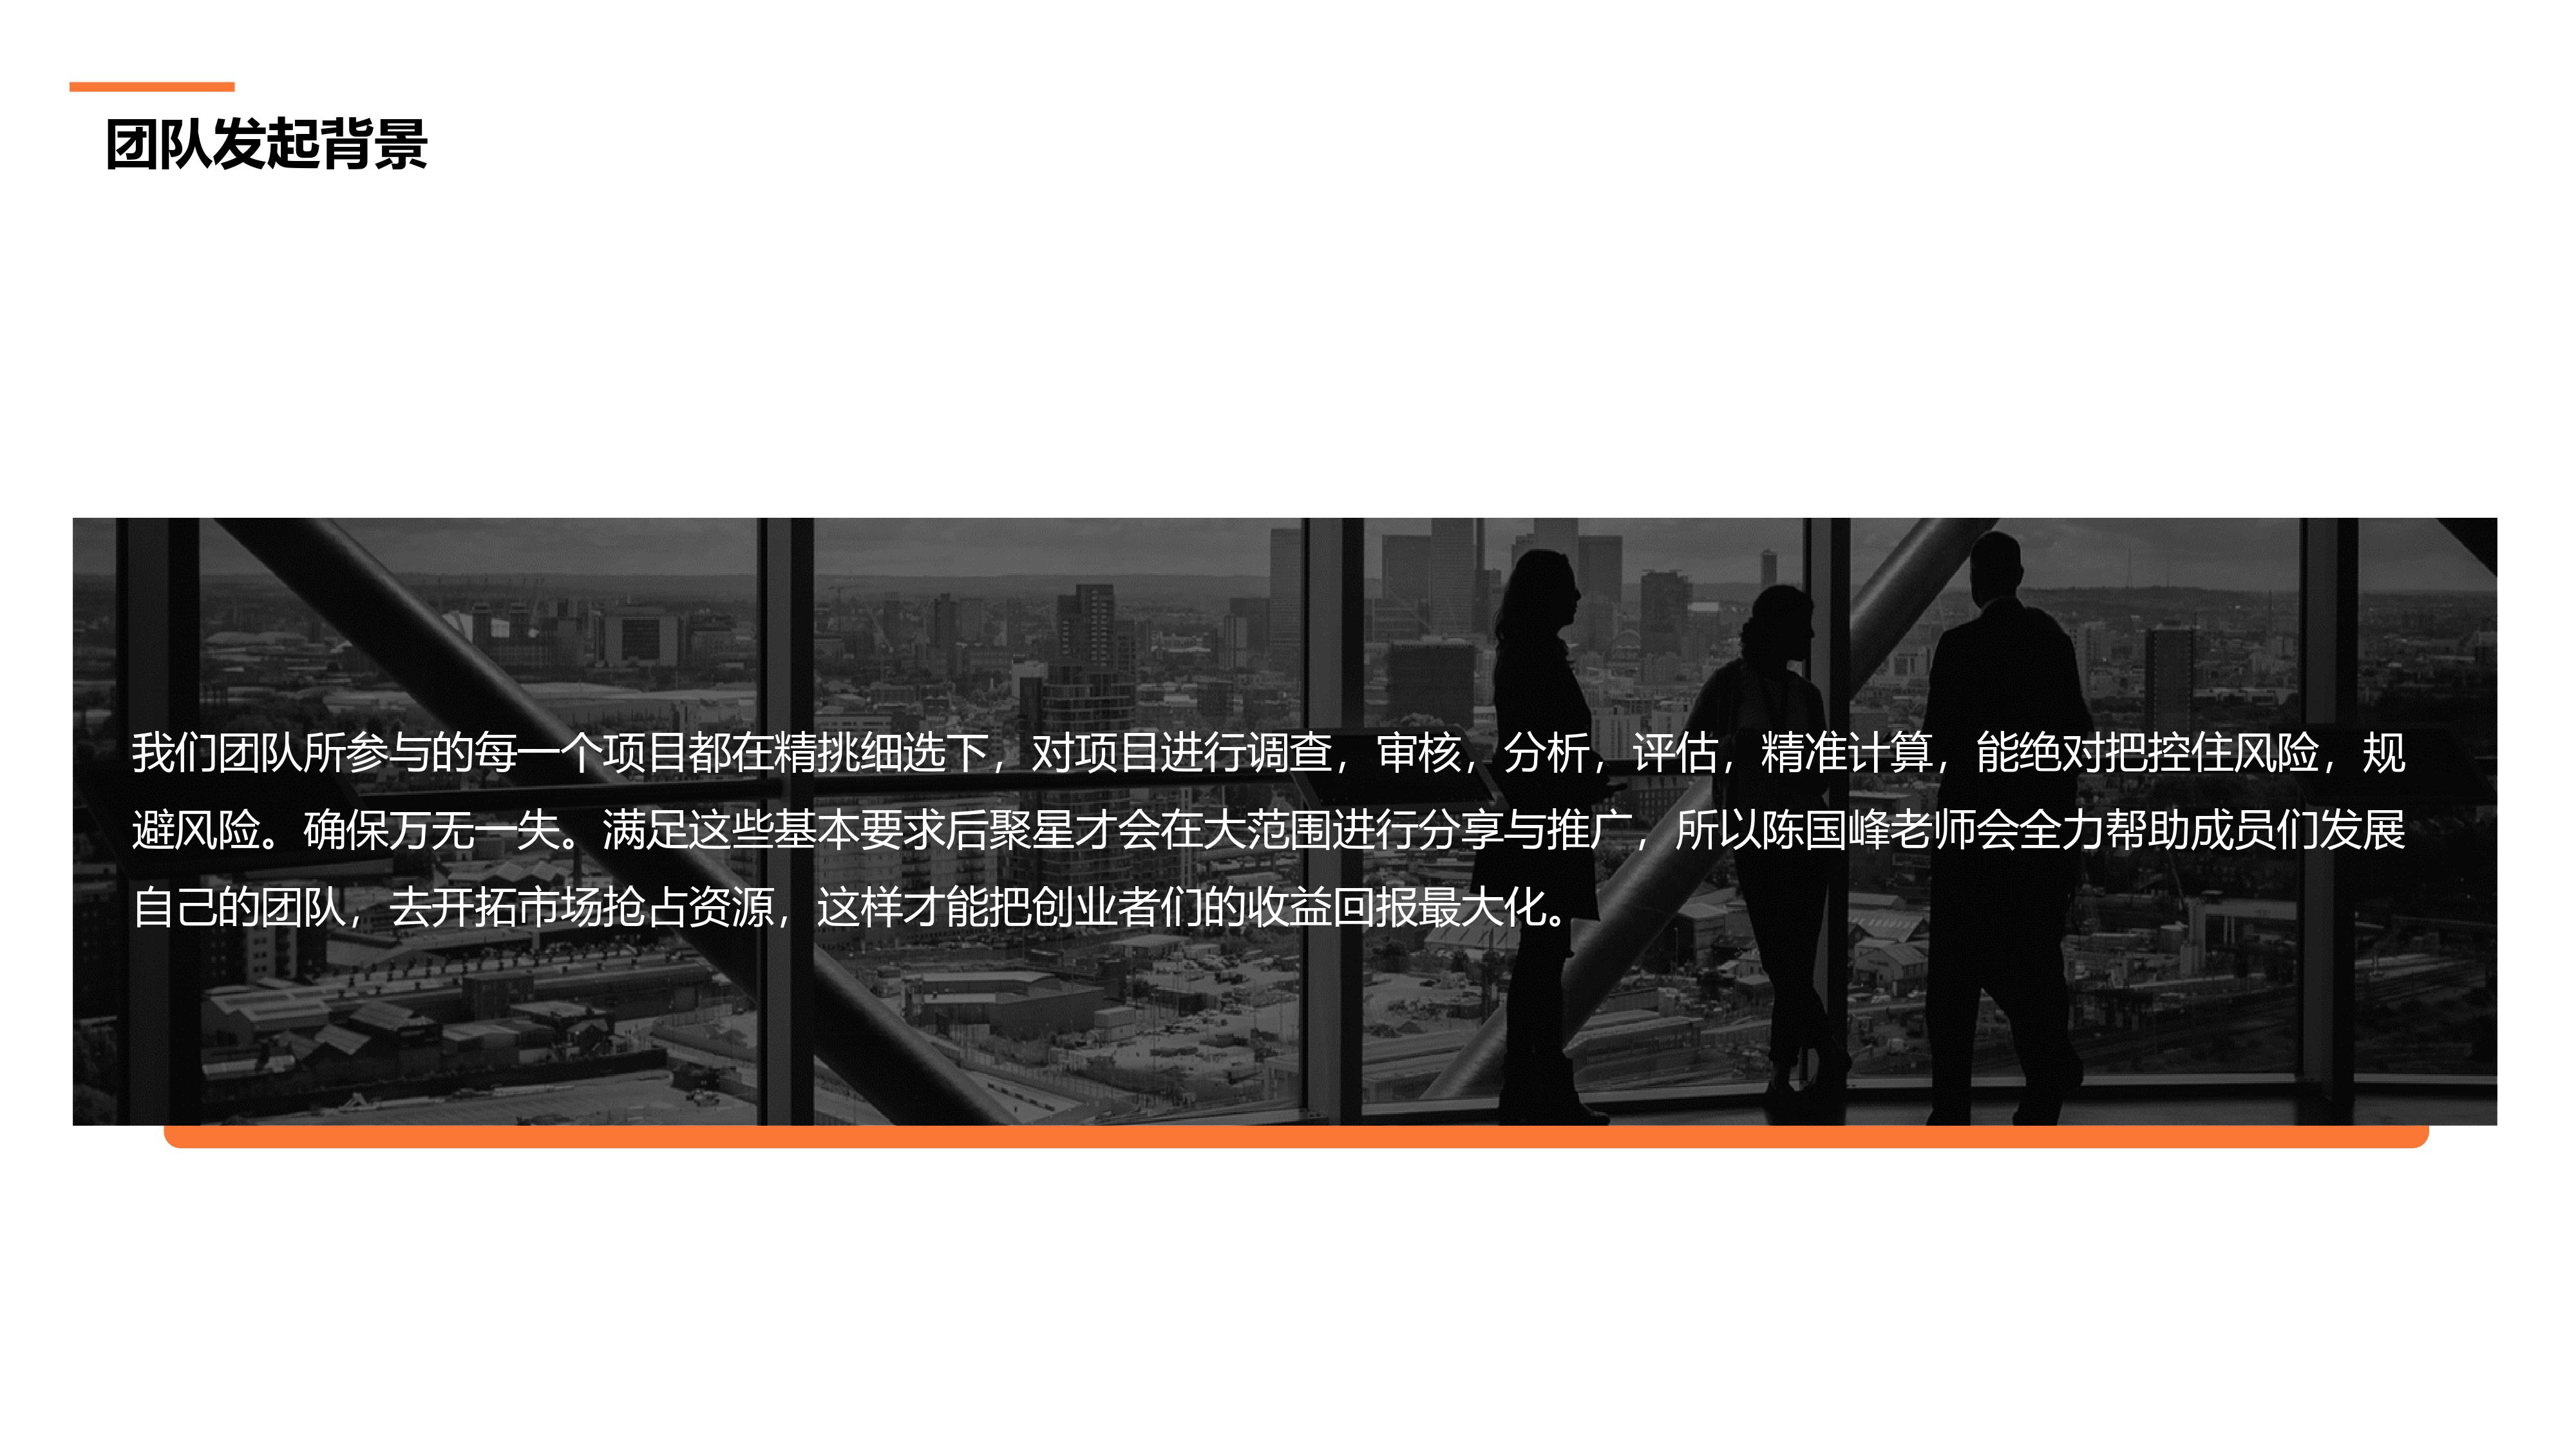 团队发起背景
我们团队所参与的每一个项目都在精挑细选下，对项目进行调查，审核，分析，评估，精准计算，能绝对把控住风险，规
避风险。确保万无一失。满足这些基本要求后聚星才会在大范围进行分享与推广，所以陈国峰老师会全力帮助成员们发展
自己的团队，去开拓市场抢占资源，这样才能把创业者们的收益回报最大化。